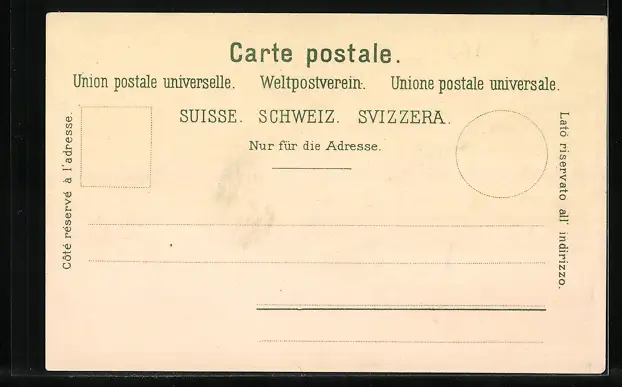 Carte postale.
Union postale universelle. Weltpostverein. Unione postale universale.
SUISSE. SCHWEIZ. SVIZZERA.
Nur für die Adresse.
Côté réservé à l'adresse.
Lato riservato all' indirizzo.